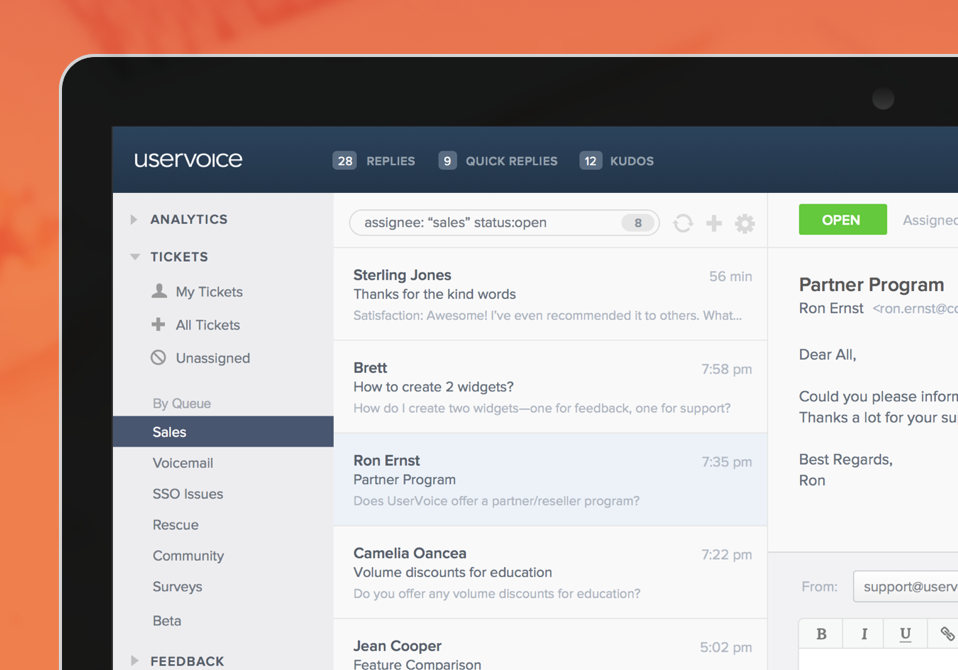 uservoice
28 REPLIES 9 QUICK REPLIES 12 KUDOS
ANALYTICS
TICKETS
My Tickets
All Tickets
Unassigned
By Queue
Sales
Voicemail
SSO Issues
Rescue
Community
Surveys
Beta
FEEDBACK
assignee: “sales” status:open 8
Sterling Jones 56 min
Thanks for the kind words
Satisfaction: Awesome! I've even recommended it to others. What...
Brett 7:58 pm
How to create 2 widgets?
How do I create two widgets—one for feedback, one for support?
Ron Ernst 7:35 pm
Partner Program
Does UserVoice offer a partner/reseller program?
Camelia Oancea 7:22 pm
Volume discounts for education
Do you offer any volume discounts for education?
Jean Cooper 5:02 pm
Feature Comparison
OPEN Assigned
Partner Program
Ron Ernst <ron.ernst@co
Dear All,
Could you please inform
Thanks a lot for your su
Best Regards,
Ron
From: support@userv
B I U